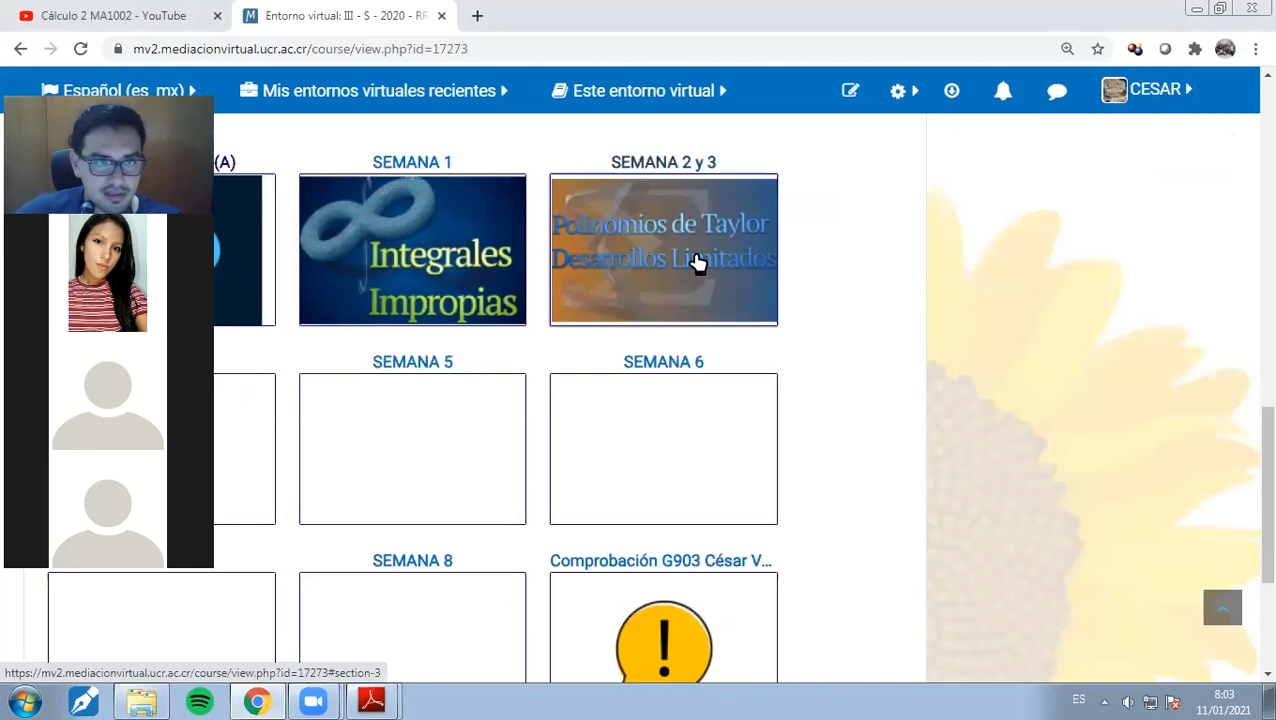 Cálculo 2 MA1002 - YouTube
Entorno virtual: III - S - 2020 - RR
mv2.mediacionvirtual.ucr.ac.cr/course/view.php?id=17273
Español (es_mx)
Mis entornos virtuales recientes
Este entorno virtual
CESAR
(A)
SEMANA 1
SEMANA 2 y 3
Integrales
Impropias
Polinomios de Taylor
Desarrollos Limitados
SEMANA 5
SEMANA 6
SEMANA 8
Comprobación G903 César V...
!
https://mv2.mediacionvirtual.ucr.ac.cr/course/view.php?id=17273#section-3
ES
8:03
11/01/2021